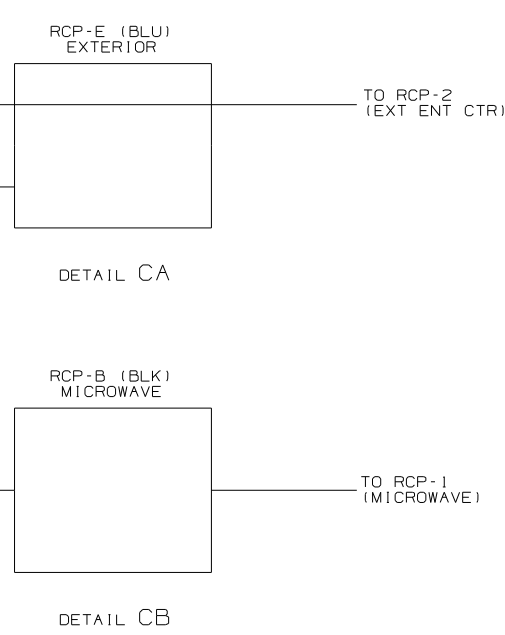 RCP-E (BLU)
EXTERIOR
TO RCP-2
(EXT ENT CTR)
DETAIL CA
RCP-B (BLK)
MICROWAVE
TO RCP-1
(MICROWAVE)
DETAIL CB